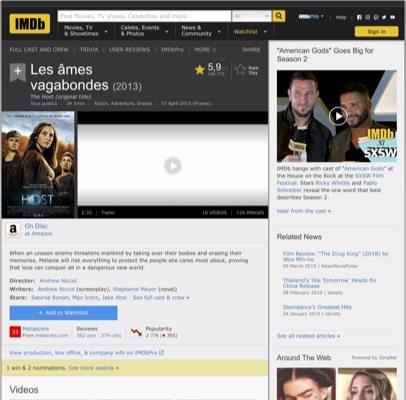 IMDb
Find Movies, TV shows, Celebrities and more...
All
IMDbPro
Help
Movies, TV
& Showtimes
Celebs, Events
& Photos
News &
Community
Watchlist
Sign in
FULL CAST AND CREW | TRIVIA | USER REVIEWS | IMDbPro | MORE
SHARE
Les âmes
vagabondes (2013)
The Host (original title)
Tous publics | 2h 5min | Action, Adventure, Drama | 17 April 2013 (France)
5,9
Rate
This
THE HOST
2:32 | Trailer
10 VIDEOS | 124 IMAGES
On Disc
at Amazon
When an unseen enemy threatens mankind by taking over their bodies and erasing their
memories, Melanie will risk everything to protect the people she cares most about, proving
that love can conquer all in a dangerous new world.
Director: Andrew Niccol
Writers: Andrew Niccol (screenplay), Stephenie Meyer (novel)
Stars: Saoirse Ronan, Max Irons, Jake Abel | See full cast & crew »
+ Add to Watchlist
35
Metascore
From metacritic.com
Reviews
382 user | 279 critic
Popularity
2 776 (355)
View production, box office, & company info on IMDbPro
1 win & 2 nominations. See more awards »
Videos
"American Gods" Goes Big for
Season 2
IMDb
at
SXSW
IMDb hangs with cast of "American Gods" at
the House on the Rock at the SXSW Film
Festival. Stars Ricky Whittle and Pablo
Schreiber reveal the one word that best
describes Season 2.
Hear from the cast »
Related News
Film Review: "The Drug King" (2018) by
Woo Min-ho
09 March 2019 | AsianMoviePulse
Thailand's 'Die Tomorrow' Heads for
China Release
28 February 2019 | Variety
Slamdance's Greatest Hits
24 January 2019 | Variety
See all related articles »
Around The Web
Powered by ZergNet